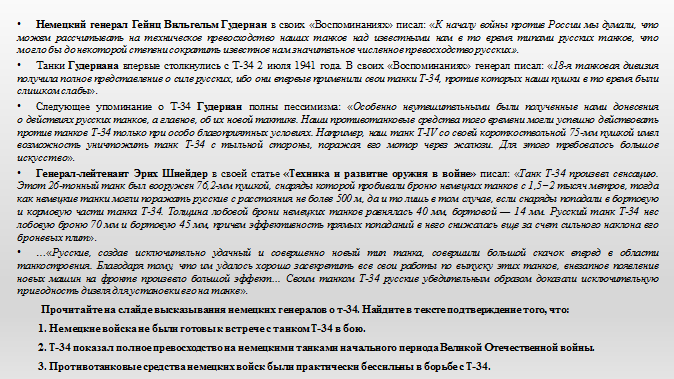 • Немецкий генерал Гейнц Вильгельм Гудериан в своих «Воспоминаниях» писал: «К началу войны против России мы думали, что
можем рассчитывать на техническое превосходство наших танков над известными нам в то время типами русских танков, что
могло бы до некоторой степени сократить известное нам значительное численное превосходство русских».
• Танки Гудериана впервые столкнулись с Т-34 2 июля 1941 года. В своих «Воспоминаниях» генерал писал: «18-я танковая дивизия
получила полное представление о силе русских, ибо они впервые применили свои танки Т-34, против которых наши пушки в то время были
слишком слабы».
• Следующее упоминание о Т-34 Гудериан полны пессимизма: «Особенно неутешительными были полученные нами донесения
о действиях русских танков, а главное, об их новой тактике. Наши противотанковые средства того времени могли успешно действовать
против танков Т-34 только при особо благоприятных условиях. Например, наш танк Т-IV со своей короткоствольной 75-мм пушкой имел
возможность уничтожить танк Т-34 с тыльной стороны, поражая его мотор через жалюзи. Для этого требовалось большое
искусство».
• Генерал-лейтенант Эрих Шнейдер в своей статье «Техника и развитие оружия в войне» писал: «Танк Т-34 произвел сенсацию.
Этот 26-тонный танк был вооружен 76,2-мм пушкой, снаряды которой пробивали броню немецких танков с 1,5−2 тысяч метров, тогда
как немецкие танки могли поражать русские с расстояния не более 500 м, да и то лишь в том случае, если снаряды попадали в бортовую
и кормовую части танка Т-34. Толщина лобовой брони немецких танков равнялась 40 мм, бортовой — 14 мм. Русский танк Т-34 нес
лобовую броню 70 мм и бортовую 45 мм, причем эффективность прямых попаданий в него снижалась еще за счет сильного наклона его
броневых плит».
• …«Русские, создав исключительно удачный и совершенно новый тип танка, совершили большой скачок вперед в области
танкостроения. Благодаря тому, что им удалось хорошо засекретить все свои работы по выпуску этих танков, внезапное появление
новых машин на фронте произвело большой эффект… Своим танком Т-34 русские убедительным образом доказали исключительную
пригодность дизеля для установки его на танке».
Прочитайте на слайде высказывания немецких генералов о т-34. Найдите в тексте подтверждение того, что:
1. Немецкие войска не были готовы к встрече с танком Т-34 в бою.
2. Т-34 показал полное превосходство на немецкими танками начального периода Великой Отечественной войны.
3. Противотанковые средства немецких войск были практически бессильны в борьбе с Т-34.